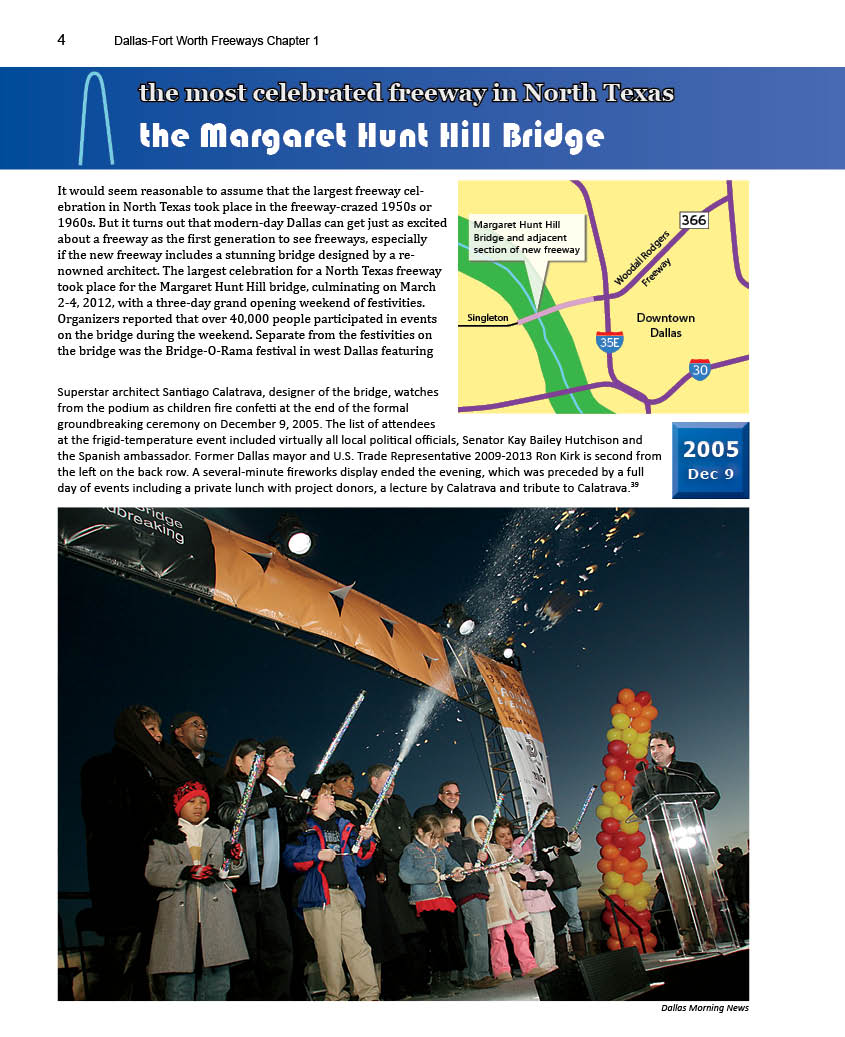 4 Dallas-Fort Worth Freeways Chapter 1
the most celebrated freeway in North Texas
the Margaret Hunt Hill Bridge
It would seem reasonable to assume that the largest freeway cel-
ebration in North Texas took place in the freeway-crazed 1950s or
1960s. But it turns out that modern-day Dallas can get just as excited
about a freeway as the first generation to see freeways, especially
if the new freeway includes a stunning bridge designed by a re-
nowned architect. The largest celebration for a North Texas freeway
took place for the Margaret Hunt Hill bridge, culminating on March
2-4, 2012, with a three-day grand opening weekend of festivities.
Organizers reported that over 40,000 people participated in events
on the bridge during the weekend. Separate from the festivities on
the bridge was the Bridge-O-Rama festival in west Dallas featuring
Margaret Hunt Hill
Bridge and adjacent
section of new freeway
366
Woodall Rodgers
Freeway
Singleton
Downtown
Dallas
35E
30
Superstar architect Santiago Calatrava, designer of the bridge, watches
from the podium as children fire confetti at the end of the formal
groundbreaking ceremony on December 9, 2005. The list of attendees
at the frigid-temperature event included virtually all local political officials, Senator Kay Bailey Hutchison and
the Spanish ambassador. Former Dallas mayor and U.S. Trade Representative 2009-2013 Ron Kirk is second from
the left on the back row. A several-minute fireworks display ended the evening, which was preceded by a full
day of events including a private lunch with project donors, a lecture by Calatrava and tribute to Calatrava.³⁹
2005
Dec 9
Bridge
breaking
Dallas Morning News